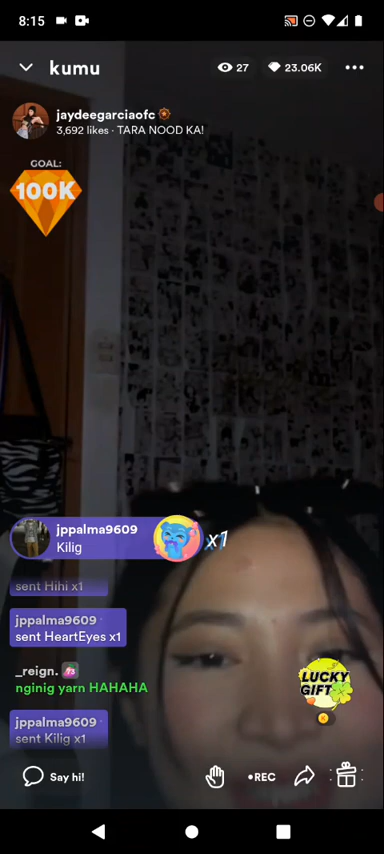 8:15
kumu
27
23.06K
jaydeegarciaofc
3,692 likes · TARA NOOD KA!
GOAL:
100K
jppalma9609
Kilig
x1
sent Hihi x1
jppalma9609
sent HeartEyes x1
_reign.
nginig yarn HAHAHA
LUCKY
GIFT
jppalma9609
sent Kilig x1
Say hi!
•REC